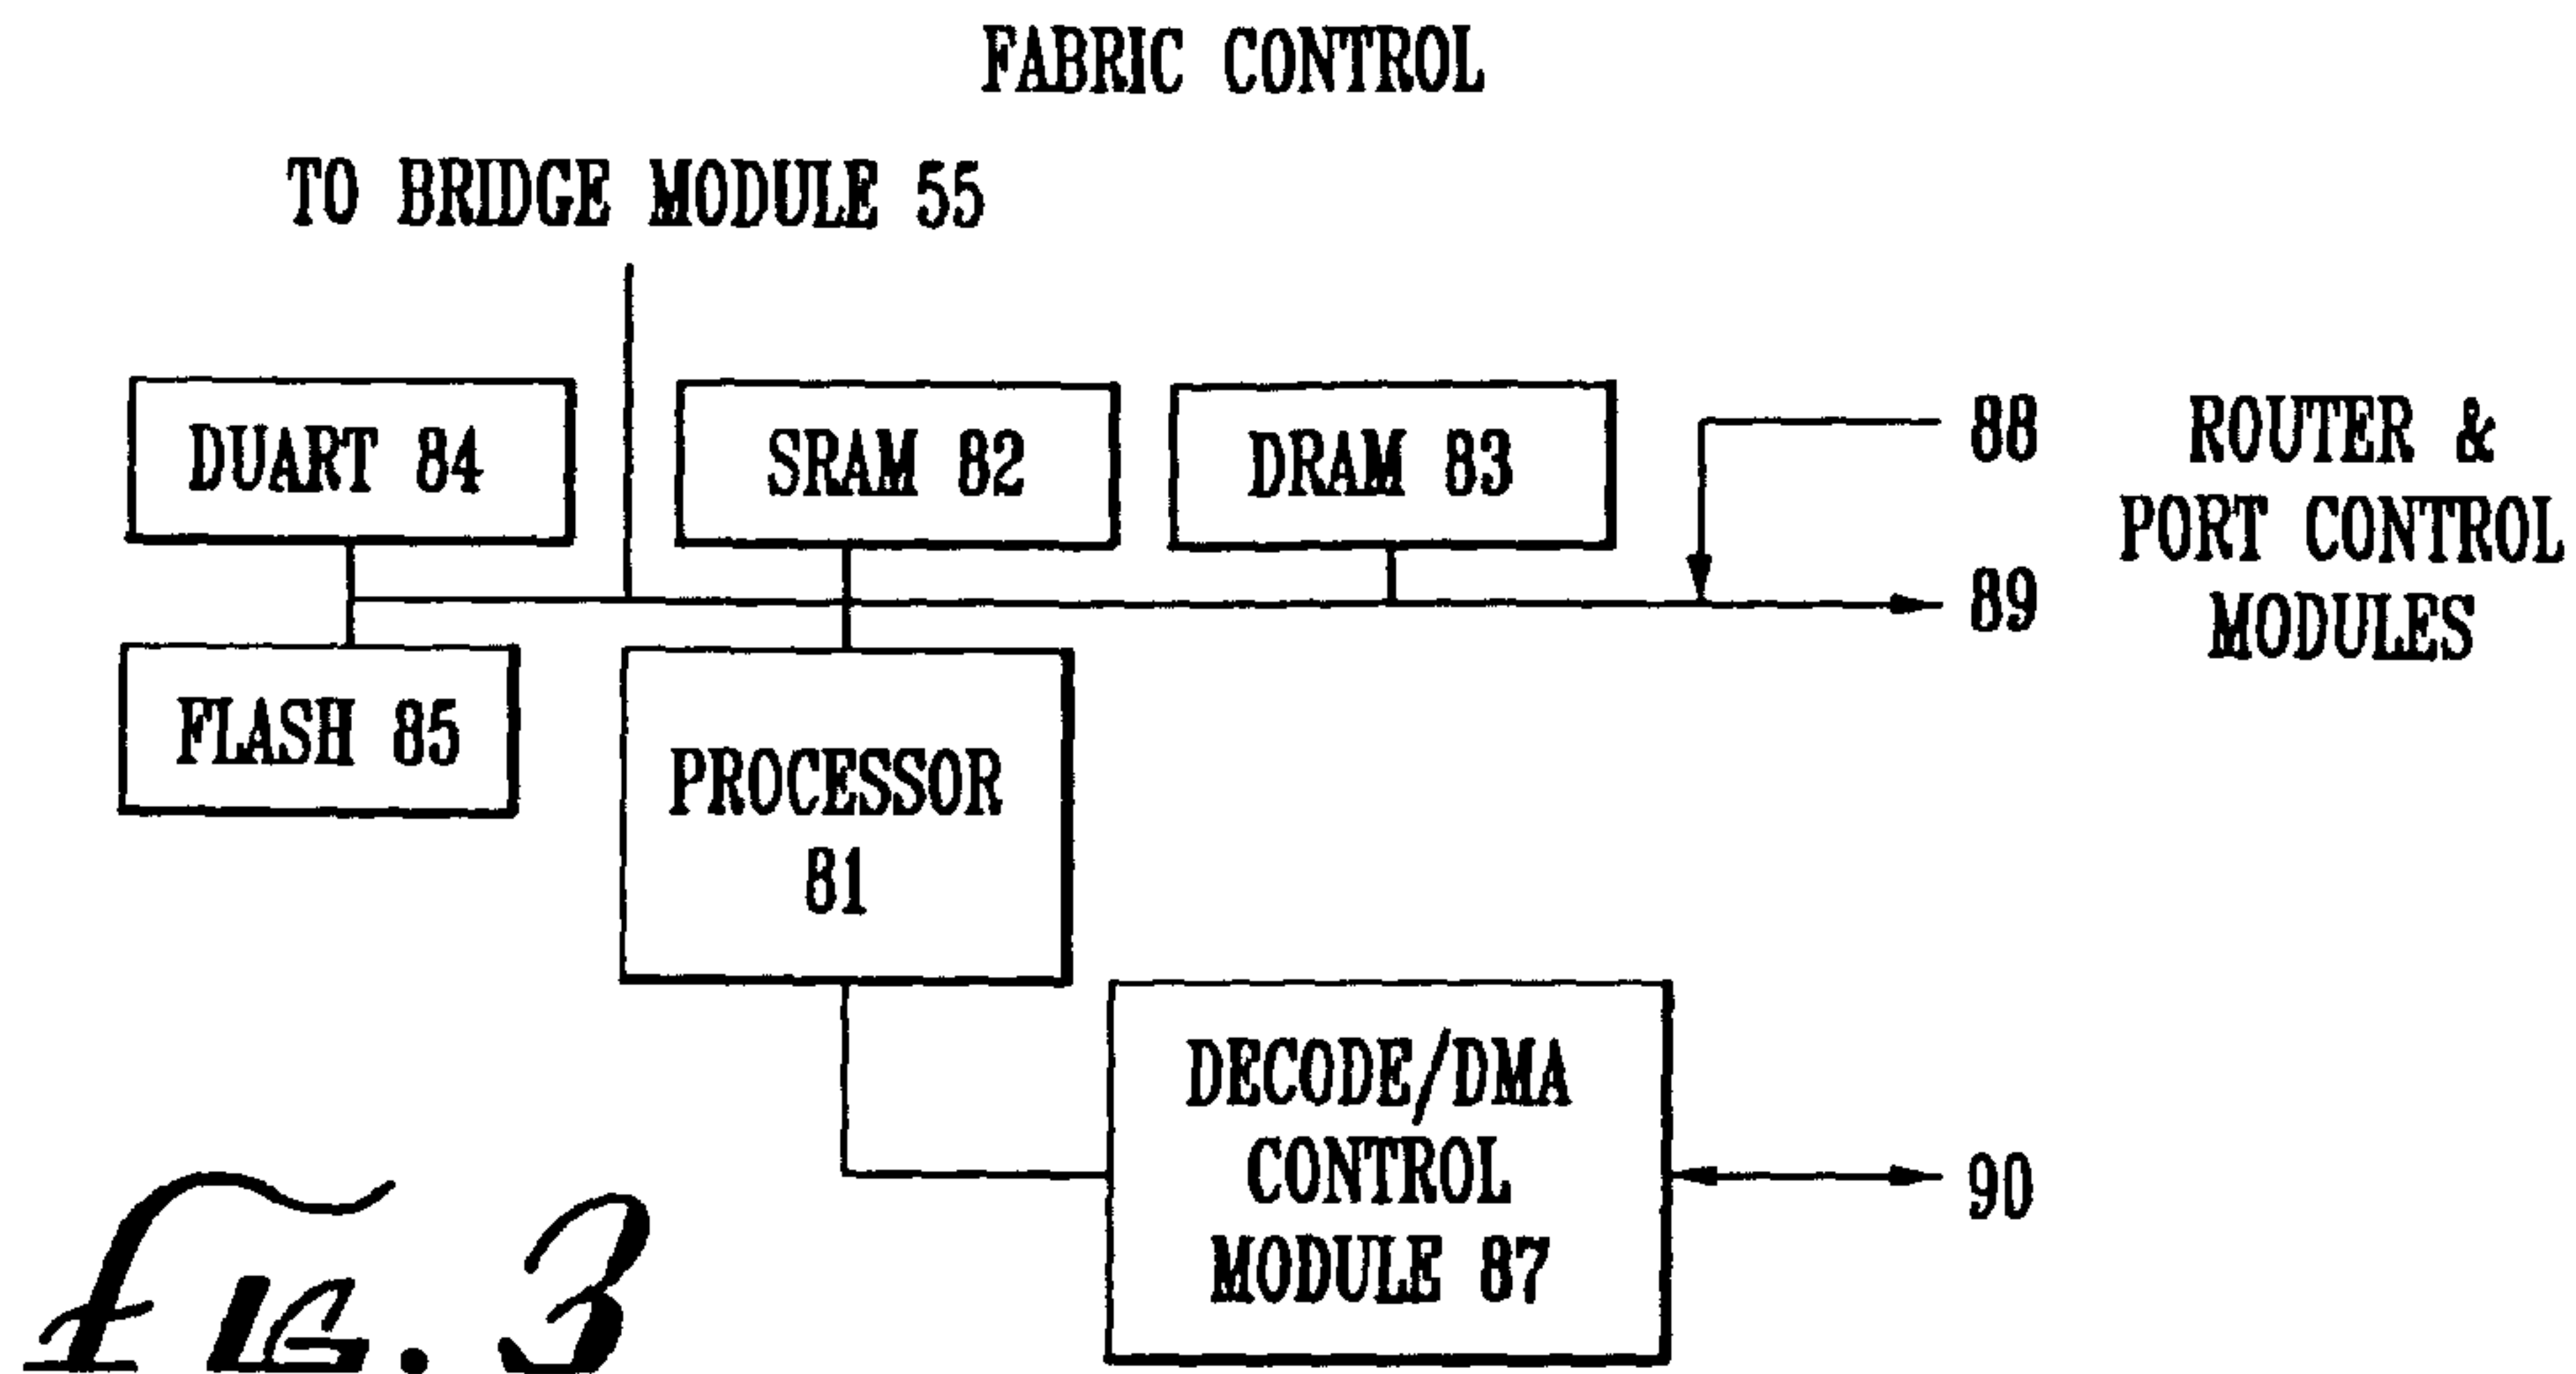 FABRIC CONTROL
TO BRIDGE MODULE 55
DUART 84
SRAM 82
DRAM 83
88
89
ROUTER &
PORT CONTROL
MODULES
FLASH 85
PROCESSOR
81
DECODE/DMA
CONTROL
MODULE 87
90
FIG. 3